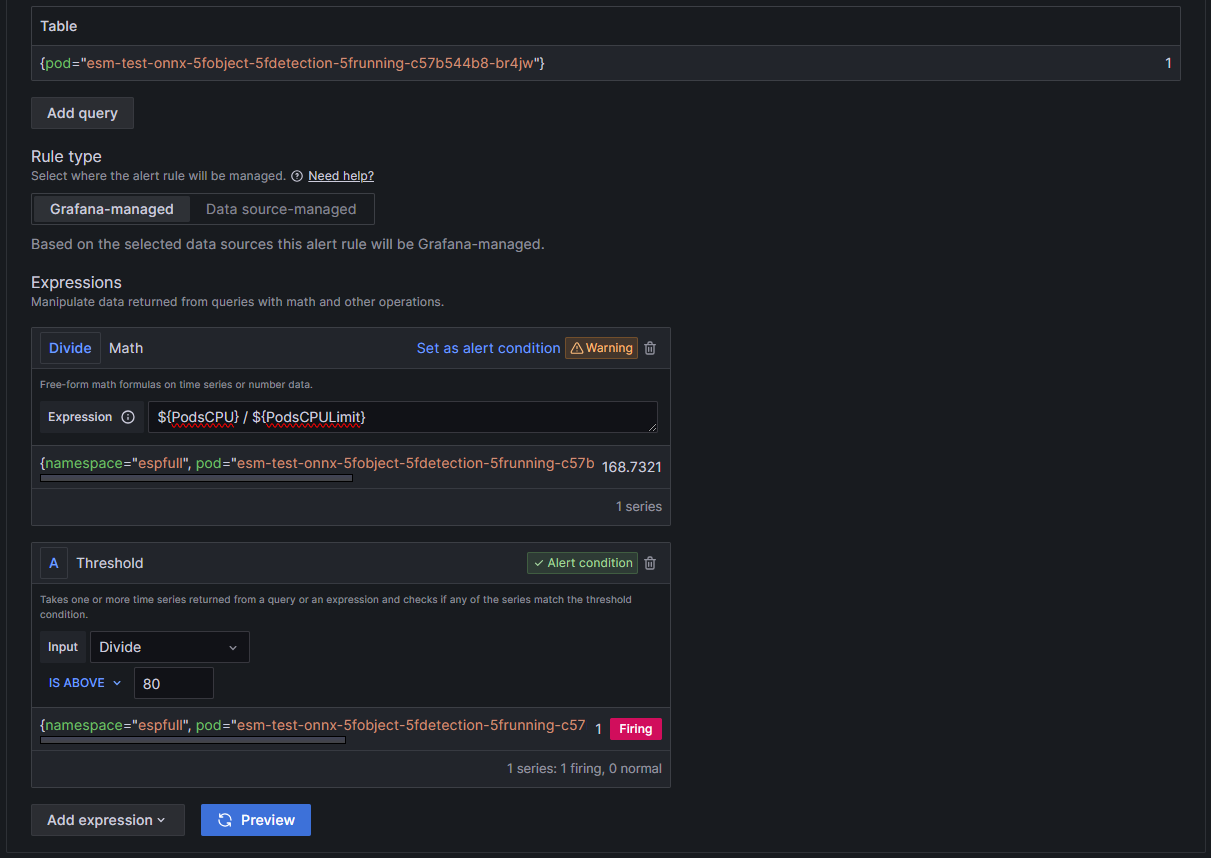 Table
{pod="esm-test-onnx-5fobject-5fdetection-5frunning-c57b544b8-br4jw"} 1
Add query
Rule type
Select where the alert rule will be managed. Need help?
Grafana-managed Data source-managed
Based on the selected data sources this alert rule will be Grafana-managed.
Expressions
Manipulate data returned from queries with math and other operations.
Divide Math Set as alert condition Warning
Free-form math formulas on time series or number data.
Expression ${PodsCPU} / ${PodsCPULimit}
{namespace="espfull", pod="esm-test-onnx-5fobject-5fdetection-5frunning-c57b 168.7321
1 series
A Threshold Alert condition
Takes one or more time series returned from a query or an expression and checks if any of the series match the threshold
condition.
Input Divide
IS ABOVE 80
{namespace="espfull", pod="esm-test-onnx-5fobject-5fdetection-5frunning-c57 1 Firing
1 series: 1 firing, 0 normal
Add expression Preview